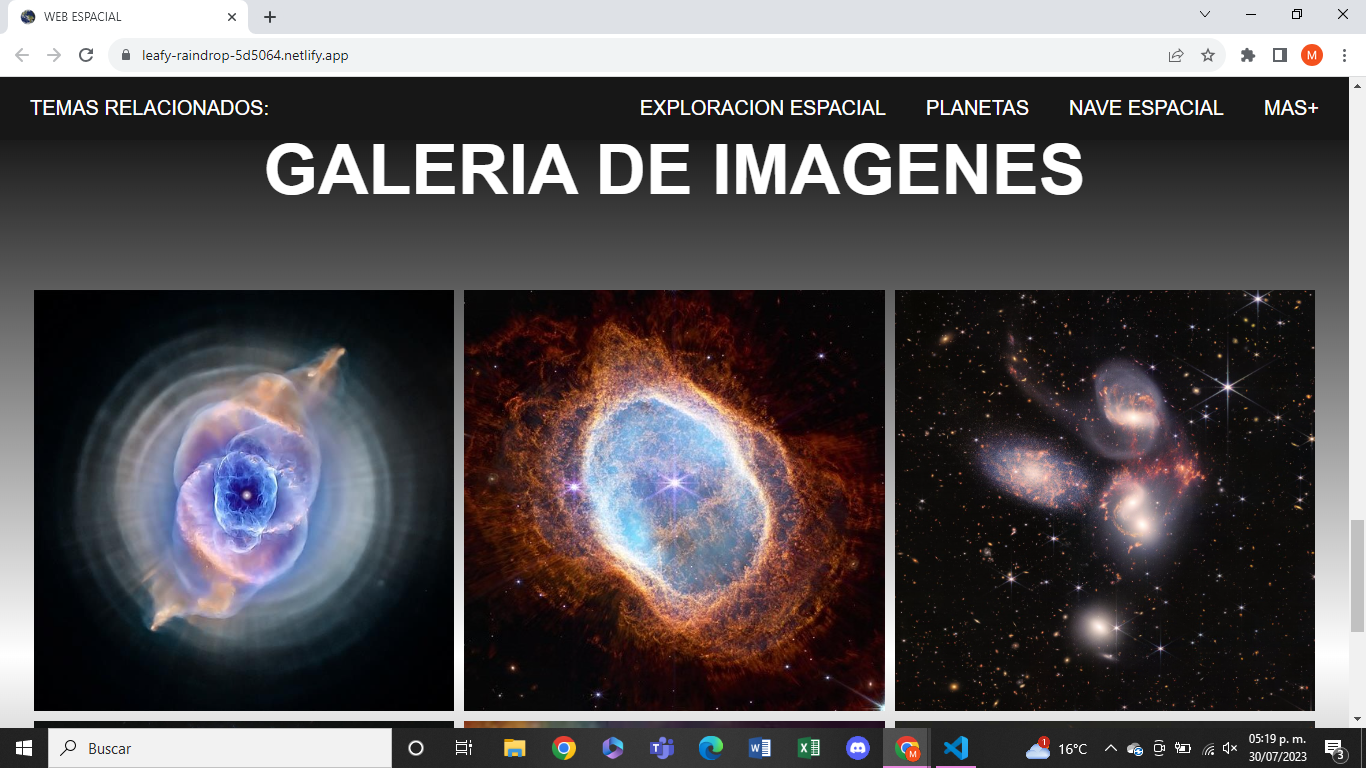 WEB ESPACIAL
leafy-raindrop-5d5064.netlify.app
M
TEMAS RELACIONADOS:
EXPLORACION ESPACIAL PLANETAS NAVE ESPACIAL MAS+
GALERIA DE IMAGENES
Buscar
W
X
M
1
16°C
05:19 p. m.
30/07/2023
3